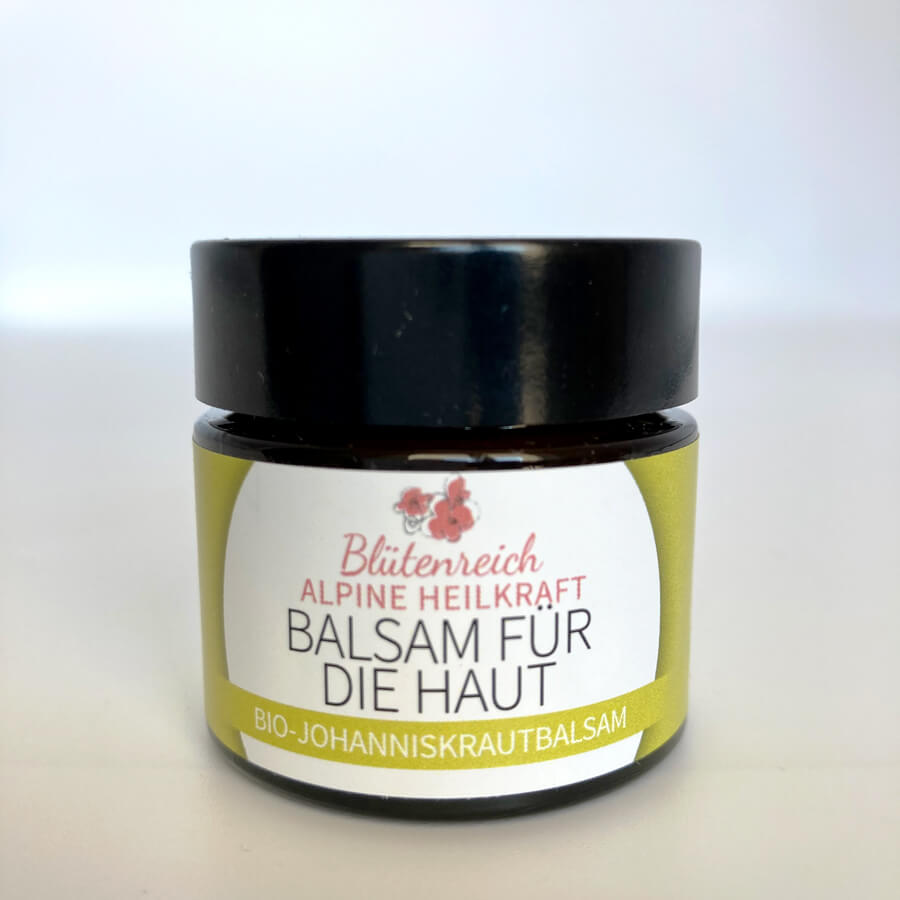 Blütenreich
ALPINE HEILKRAFT
BALSAM FÜR
DIE HAUT
BIO-JOHANNISKRAUTBALSAM